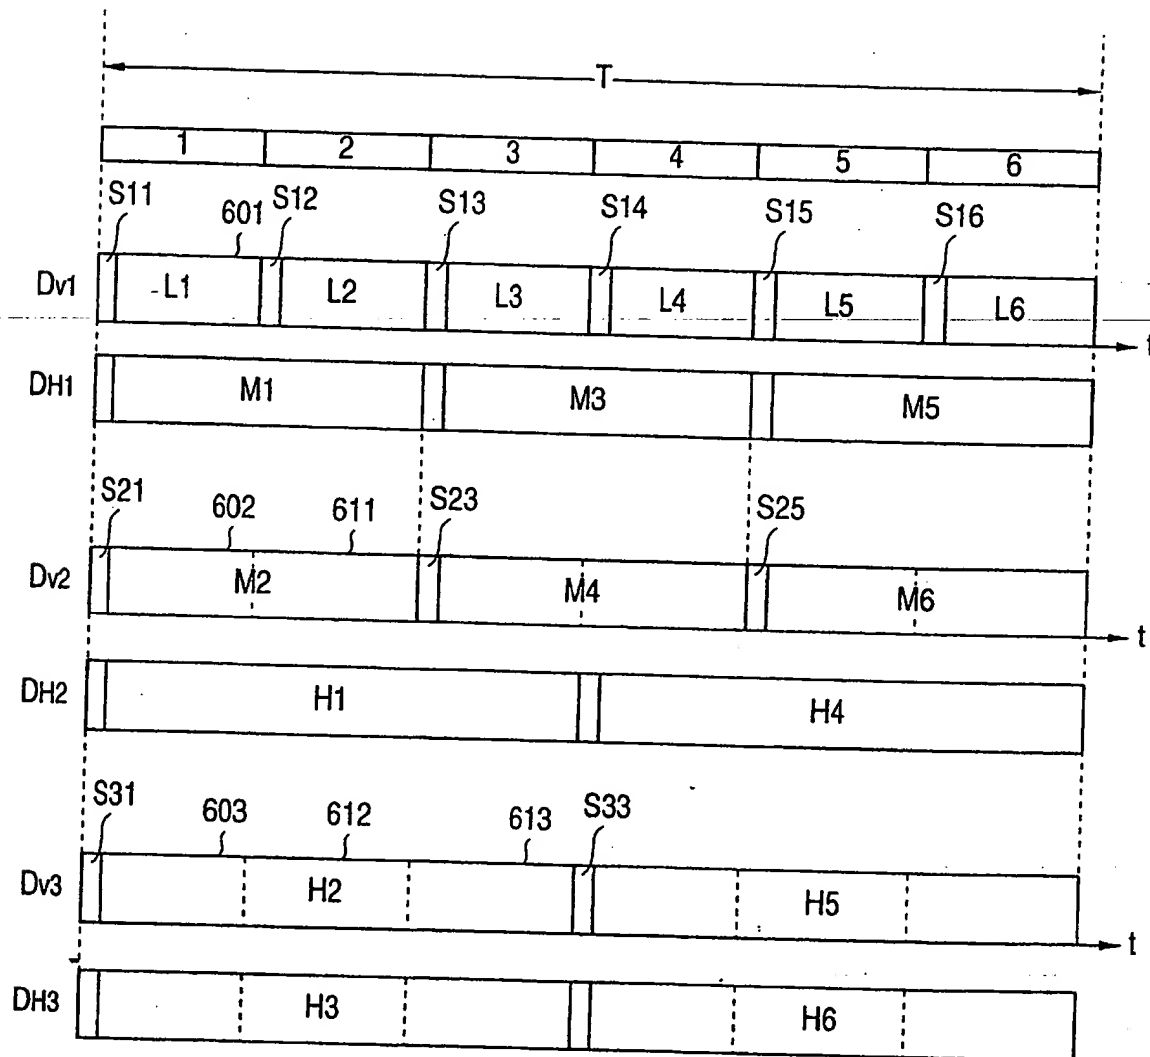 T
1 2 3 4 5 6
S11 601 S12 S13 S14 S15 S16
Dv1 L1 L2 L3 L4 L5 L6
t
DH1 M1 M3 M5
S21 602 611 S23 S25
Dv2 M2 M4 M6
t
DH2 H1 H4
S31 603 612 613 S33
Dv3 H2 H5
t
DH3 H3 H6